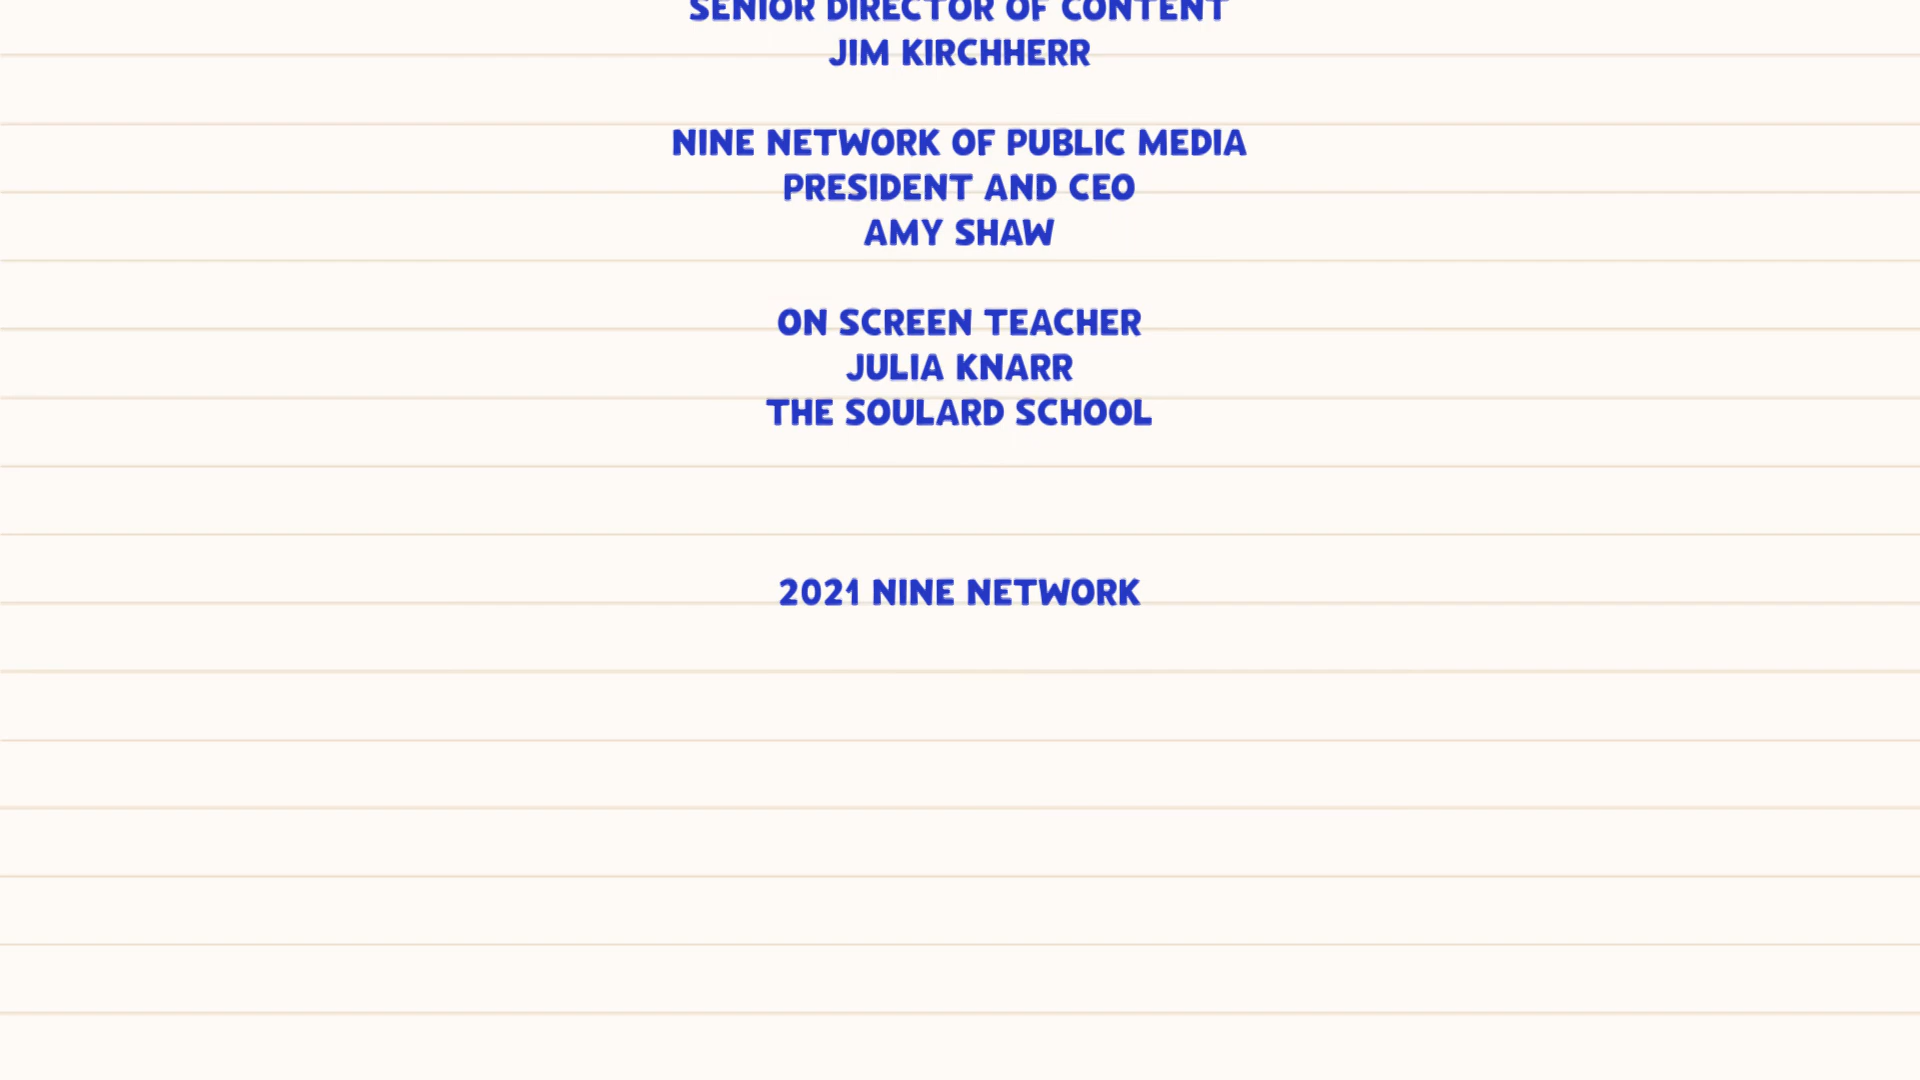 SENIOR DIRECTOR OF CONTENT
JIM KIRCHHERR
NINE NETWORK OF PUBLIC MEDIA
PRESIDENT AND CEO
AMY SHAW
ON SCREEN TEACHER
JULIA KNARR
THE SOULARD SCHOOL
2021 NINE NETWORK